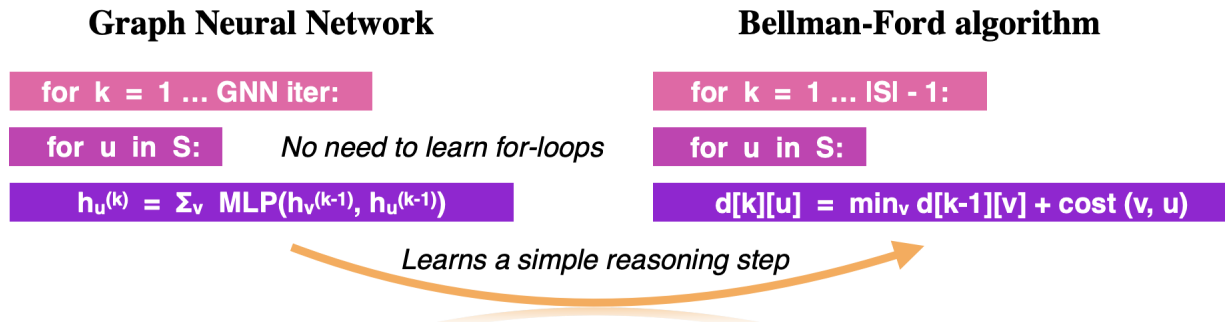 Graph Neural Network
for k = 1 ... GNN iter:
for u in S:
No need to learn for-loops
hᵤ⁽ᵏ⁾ = Σᵥ MLP(hᵥ⁽ᵏ⁻¹⁾, hᵤ⁽ᵏ⁻¹⁾)
Bellman-Ford algorithm
for k = 1 ... |S| - 1:
for u in S:
d[k][u] = minᵥ d[k-1][v] + cost (v, u)
Learns a simple reasoning step